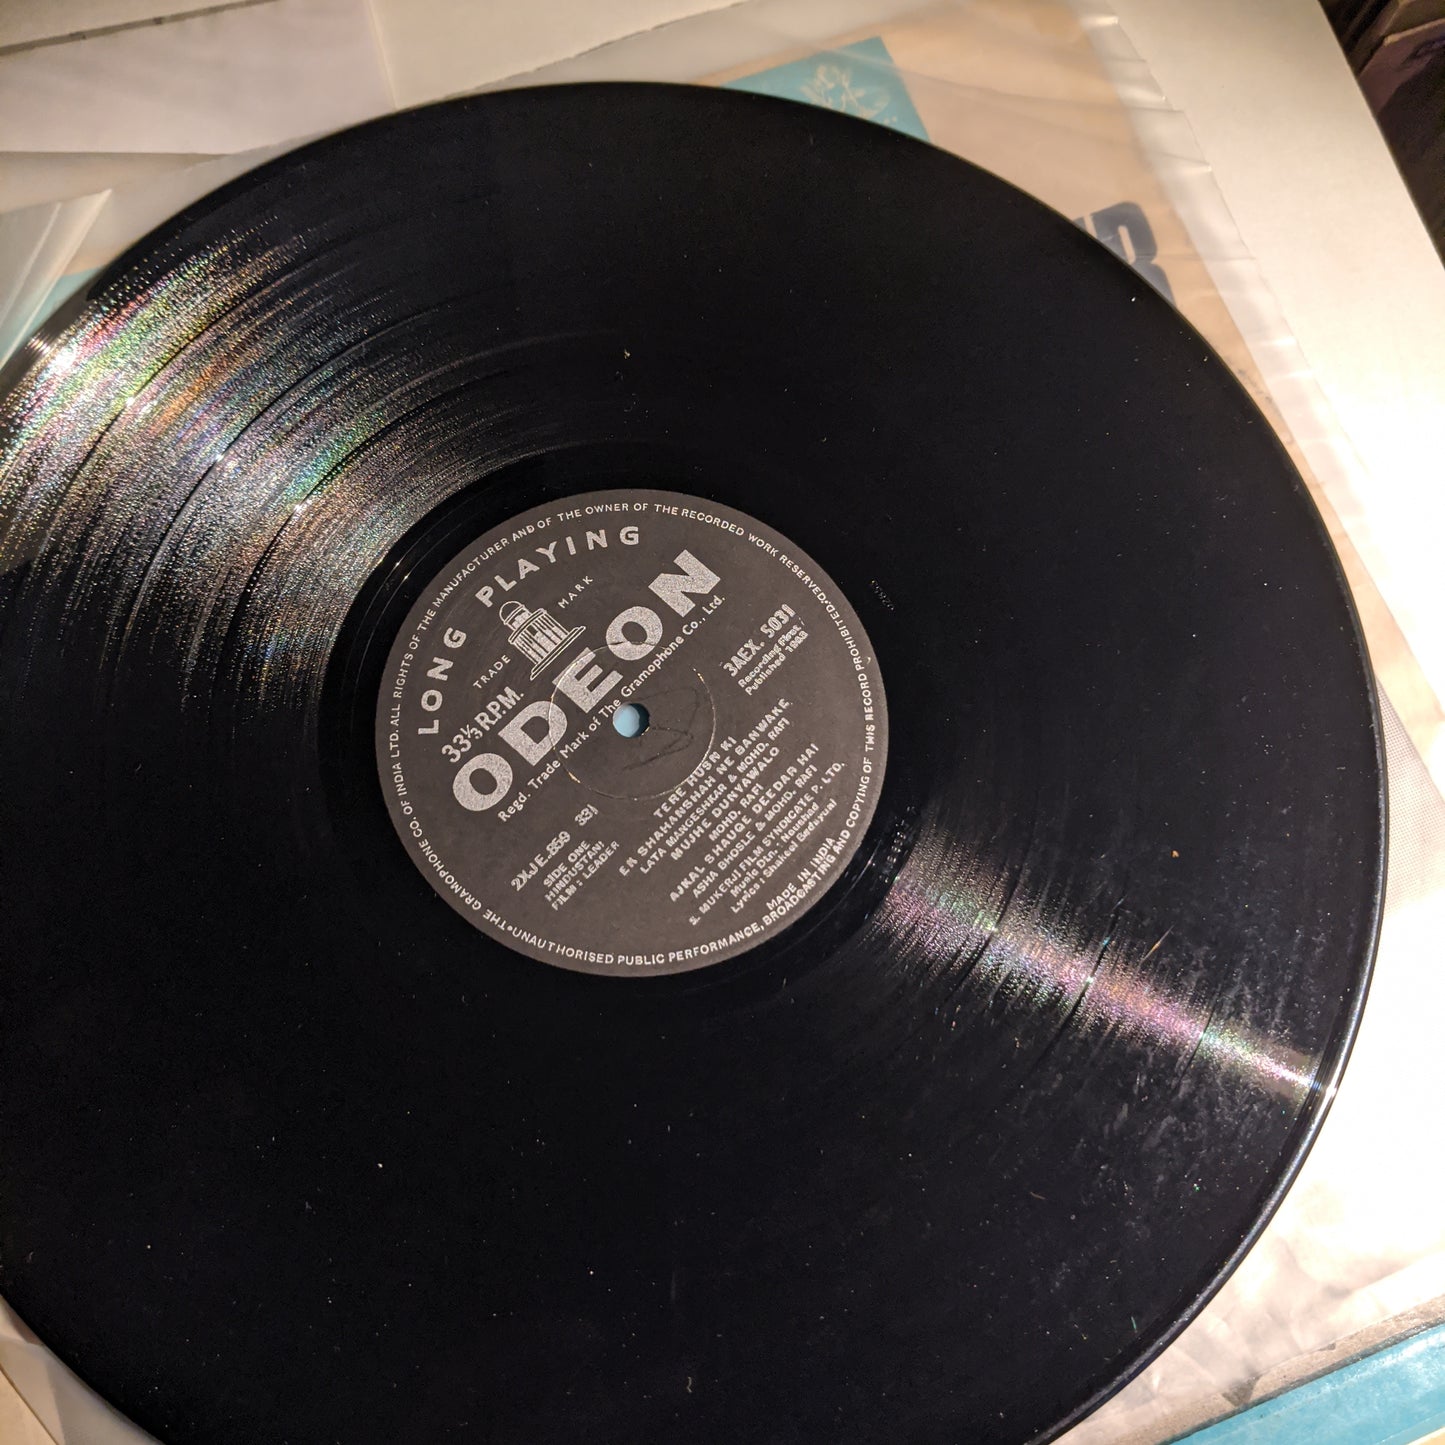 THE GRAMOPHONE CO. OF INDIA LTD. ALL RIGHTS OF THE MANUFACTURER AND OF THE OWNER OF THE RECORDED WORK RESERVED
UNAUTHORISED PUBLIC PERFORMANCE, BROADCASTING AND COPYING OF THIS RECORD PROHIBITED
LONG PLAYING
TRADE MARK
33⅓ R.P.M.
ODEON
Regd. Trade Mark of The Gramophone Co., Ltd.
3AEX. 5031
Recording First
Published
2XJE.859 331
SIDE ONE
HINDUSTANI
FILM : LEADER
TERE HUSN KI
EK SHAHANSHAH NE BANWAKE
LATA MANGESHKAR & MOHD. RAFI
MUJHE DUNYAWALO
MOHD. RAFI
AJKAL SHAUQE DEEDAR HAI
ASHA BHOSLE & MOHD. RAFI
S. MUKERJI FILM SYNDICATE P. LTD.
Music Dtn.: Naushad
Lyrics : Shakeel Badayuni
MADE IN INDIA